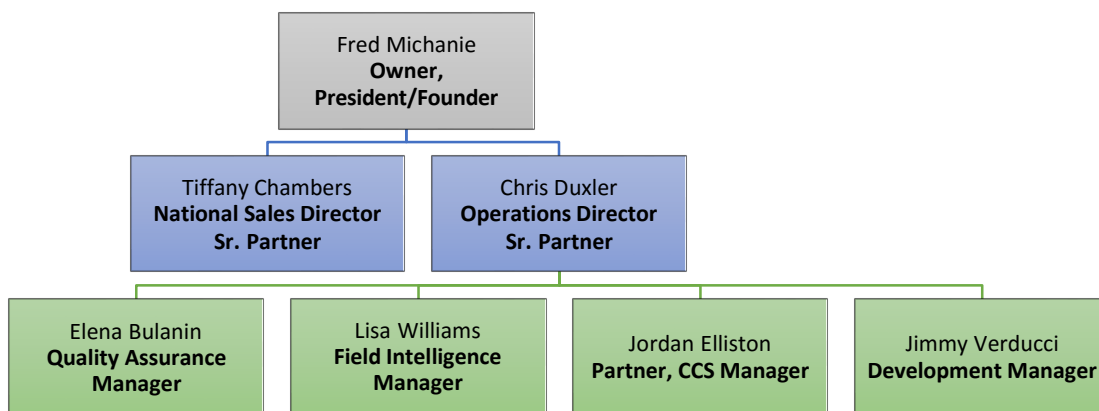 Fred Michanie
Owner,
President/Founder
Tiffany Chambers
National Sales Director
Sr. Partner
Chris Duxler
Operations Director
Sr. Partner
Elena Bulanin
Quality Assurance
Manager
Lisa Williams
Field Intelligence
Manager
Jordan Elliston
Partner, CCS Manager
Jimmy Verducci
Development Manager